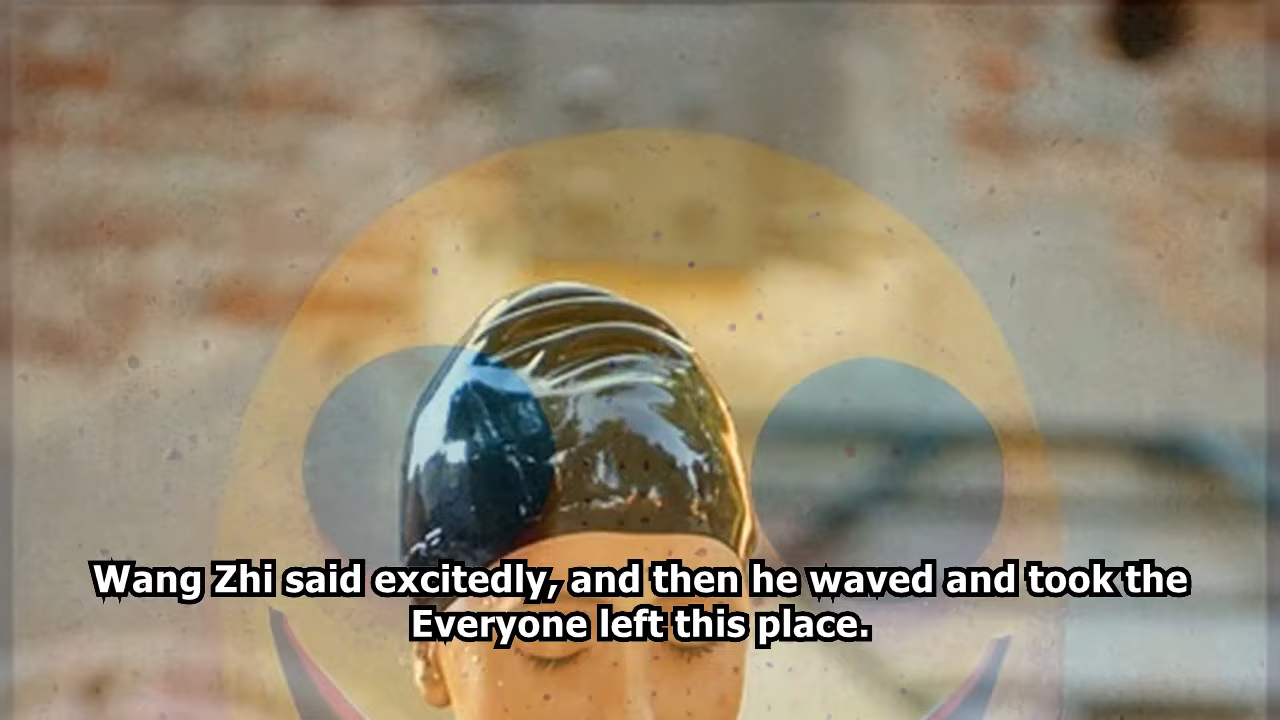 Wang Zhi said excitedly, and then he waved and took the
Everyone left this place.